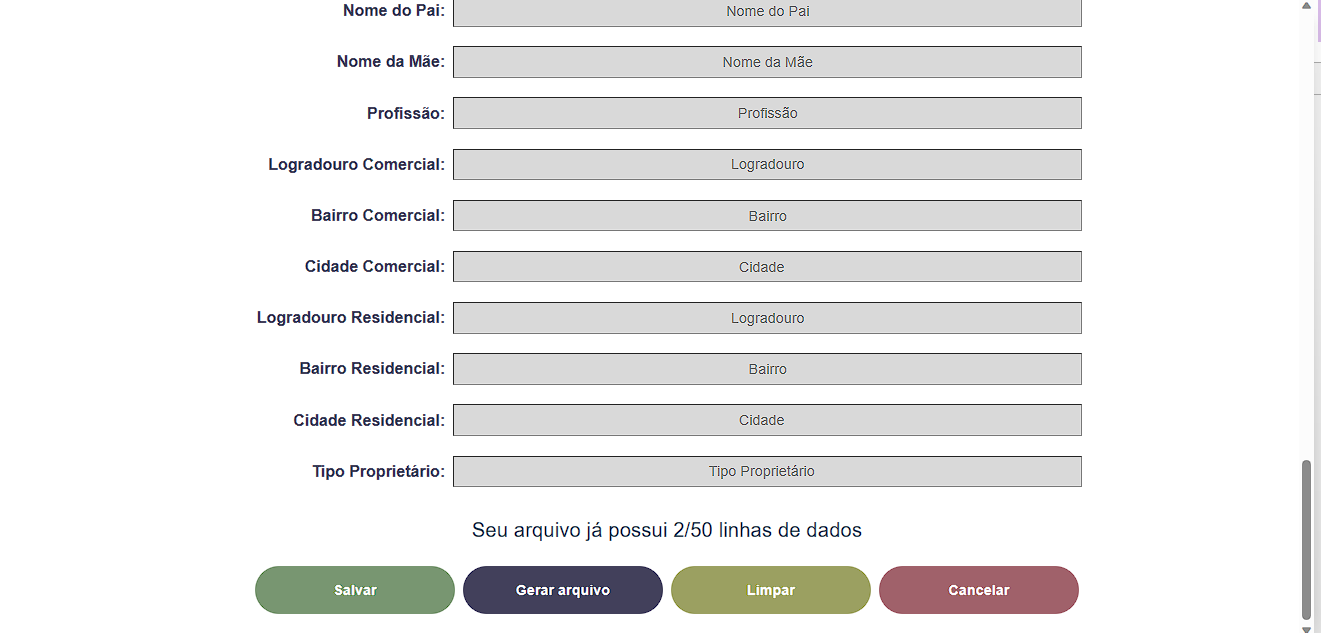 Nome do Pai: Nome do Pai
Nome da Mãe: Nome da Mãe
Profissão: Profissão
Logradouro Comercial: Logradouro
Bairro Comercial: Bairro
Cidade Comercial: Cidade
Logradouro Residencial: Logradouro
Bairro Residencial: Bairro
Cidade Residencial: Cidade
Tipo Proprietário: Tipo Proprietário
Seu arquivo já possui 2/50 linhas de dados
Salvar Gerar arquivo Limpar Cancelar